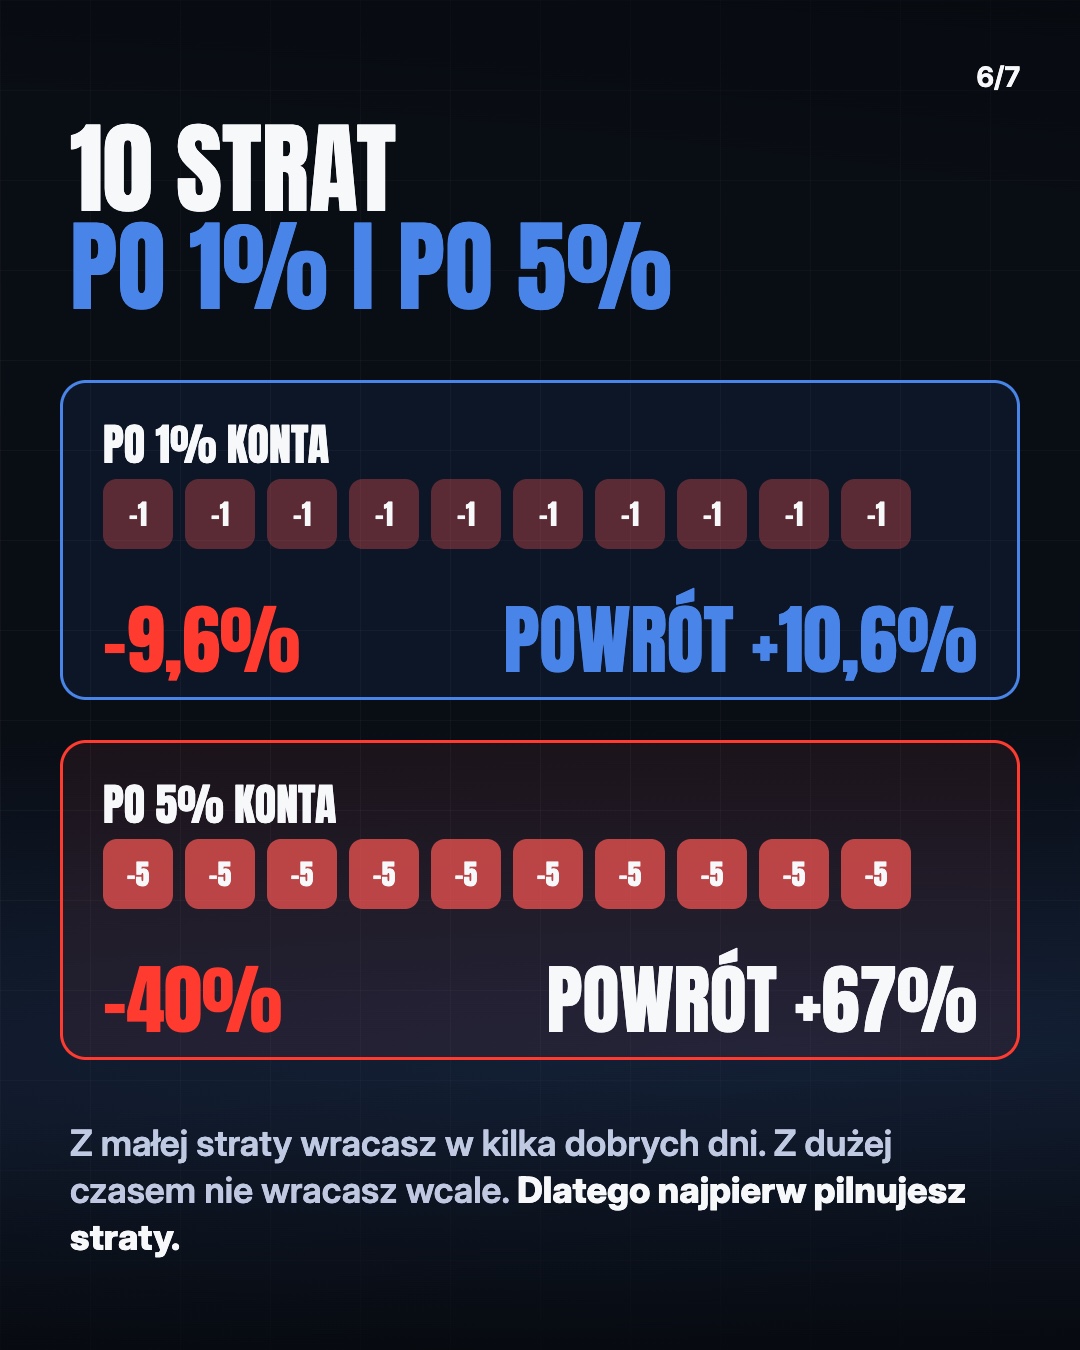 6/7
10 STRAT
PO 1% I PO 5%
PO 1% KONTA
-1 -1 -1 -1 -1 -1 -1 -1 -1 -1
-9,6% POWRÓT +10,6%
PO 5% KONTA
-5 -5 -5 -5 -5 -5 -5 -5 -5 -5
-40% POWRÓT +67%
Z małej straty wracasz w kilka dobrych dni. Z dużej
czasem nie wracasz wcale. Dlatego najpierw pilnujesz
straty.